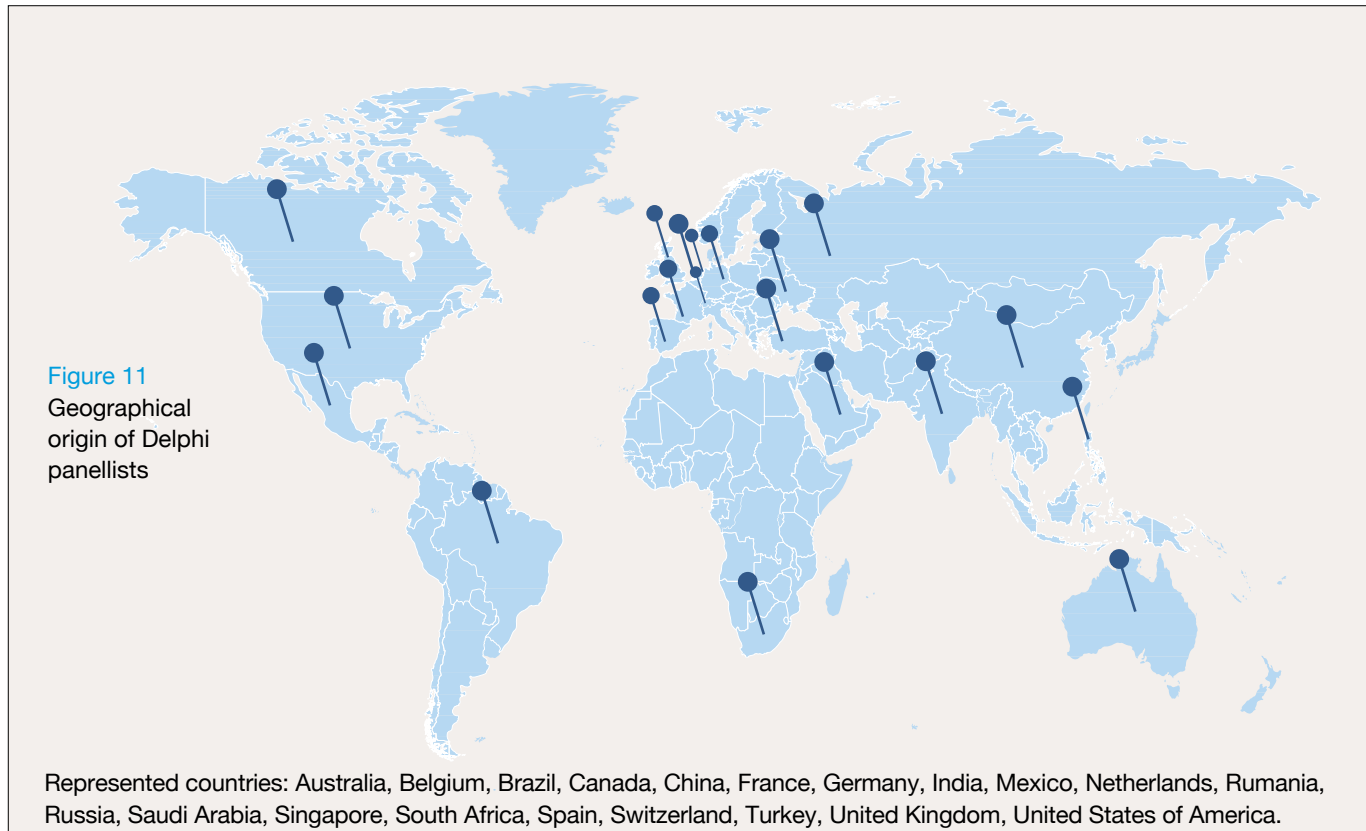 Figure 11
Geographical
origin of Delphi
panellists
Represented countries: Australia, Belgium, Brazil, Canada, China, France, Germany, India, Mexico, Netherlands, Rumania,
Russia, Saudi Arabia, Singapore, South Africa, Spain, Switzerland, Turkey, United Kingdom, United States of America.